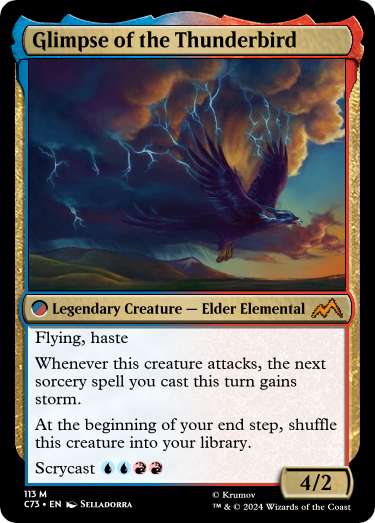 Glimpse of the Thunderbird
Legendary Creature — Elder Elemental
Flying, haste
Whenever this creature attacks, the next
sorcery spell you cast this turn gains
storm.
At the beginning of your end step, shuffle
this creature into your library.
Scrycast
4/2
113 M
C73 • EN Selladorra
© Krumov
™ & © 2024 Wizards of the Coast